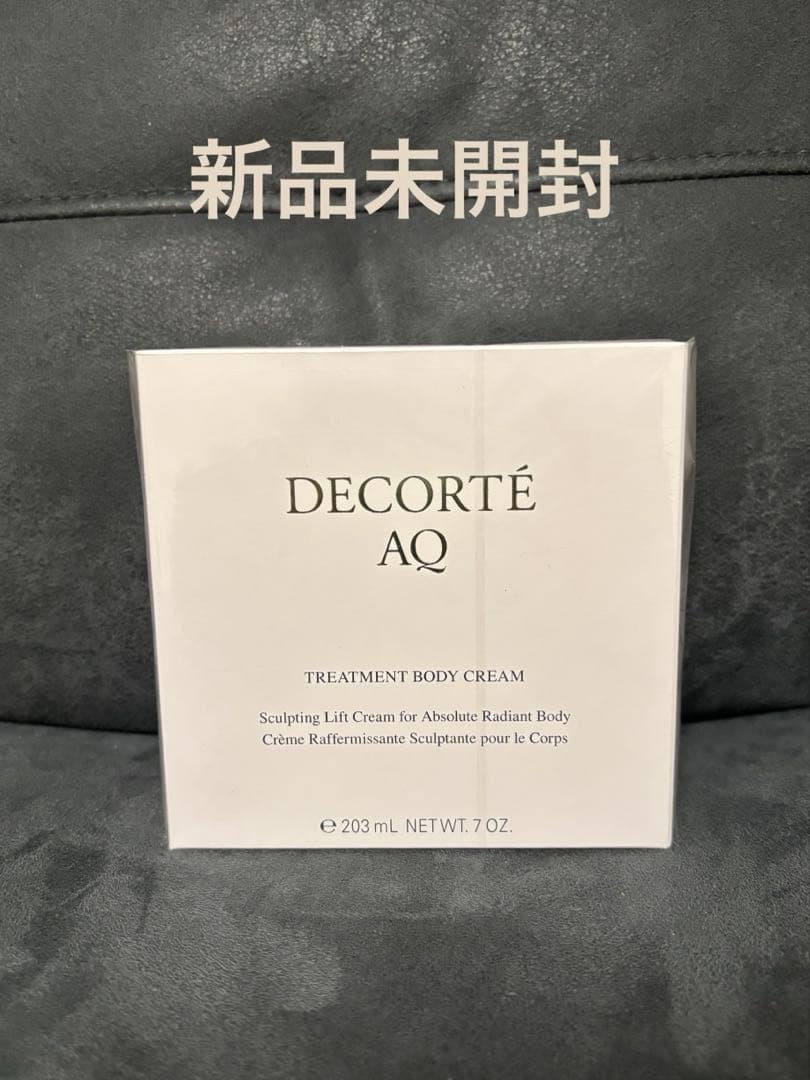 新品未開封
DECORTÉ
AQ
TREATMENT BODY CREAM
Sculpting Lift Cream for Absolute Radiant Body
Crème Raffermissante Sculptante pour le Corps
℮ 203 mL NET WT. 7 OZ.